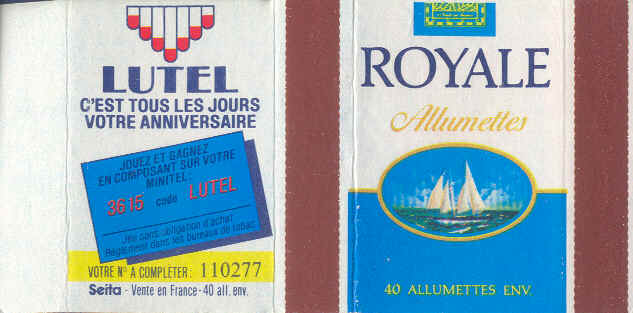 LUTEL
C'EST TOUS LES JOURS
VOTRE ANNIVERSAIRE
JOUEZ ET GAGNEZ
EN COMPOSANT SUR VOTRE
MINITEL:
3615 code LUTEL
Jeu sans obligation d'achat
Règlement dans les bureaux de tabac
VOTRE N° A COMPLETER: 110277
Seita - Vente en France - 40 all. env.
ROYALE
Allumettes
40 ALLUMETTES ENV.